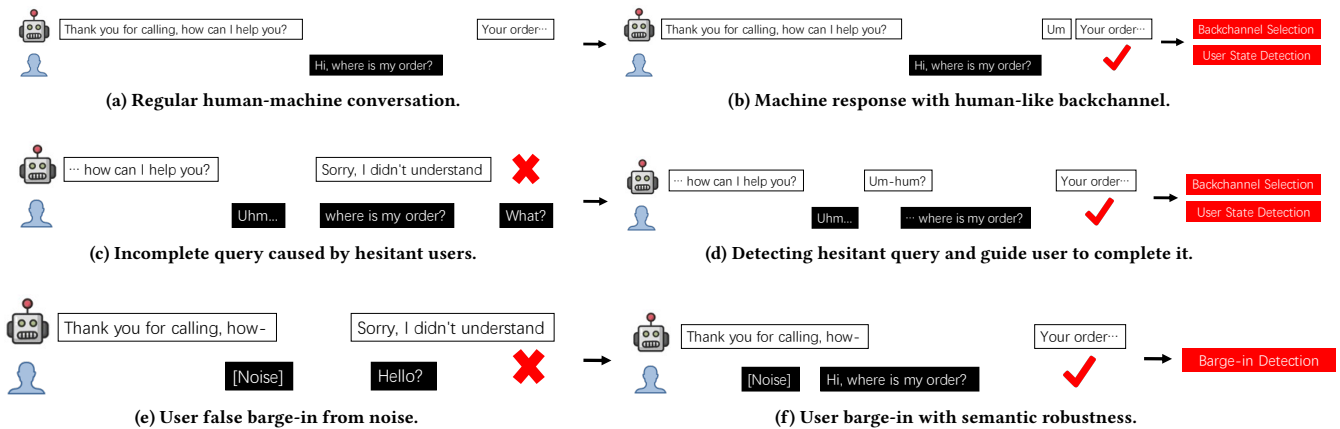 Thank you for calling, how can I help you?
Your order···
Hi, where is my order?
(a) Regular human-machine conversation.
Thank you for calling, how can I help you?
Um
Your order···
Hi, where is my order?
Backchannel Selection
User State Detection
(b) Machine response with human-like backchannel.
··· how can I help you?
Sorry, I didn't understand
Uhm...
where is my order?
What?
(c) Incomplete query caused by hesitant users.
··· how can I help you?
Um-hum?
Your order···
Uhm...
··· where is my order?
Backchannel Selection
User State Detection
(d) Detecting hesitant query and guide user to complete it.
Thank you for calling, how-
Sorry, I didn't understand
[Noise]
Hello?
(e) User false barge-in from noise.
Thank you for calling, how-
Your order···
[Noise]
Hi, where is my order?
Barge-in Detection
(f) User barge-in with semantic robustness.